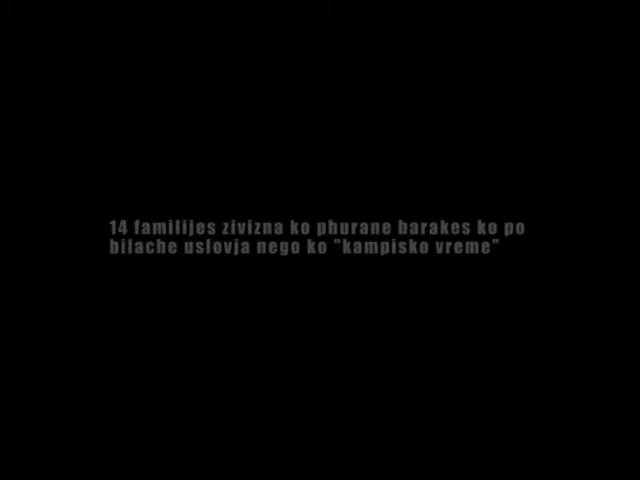 14 familijes zivizna ko phurane barakes ko po
bilache uslovja nego ko "kampisko vreme"